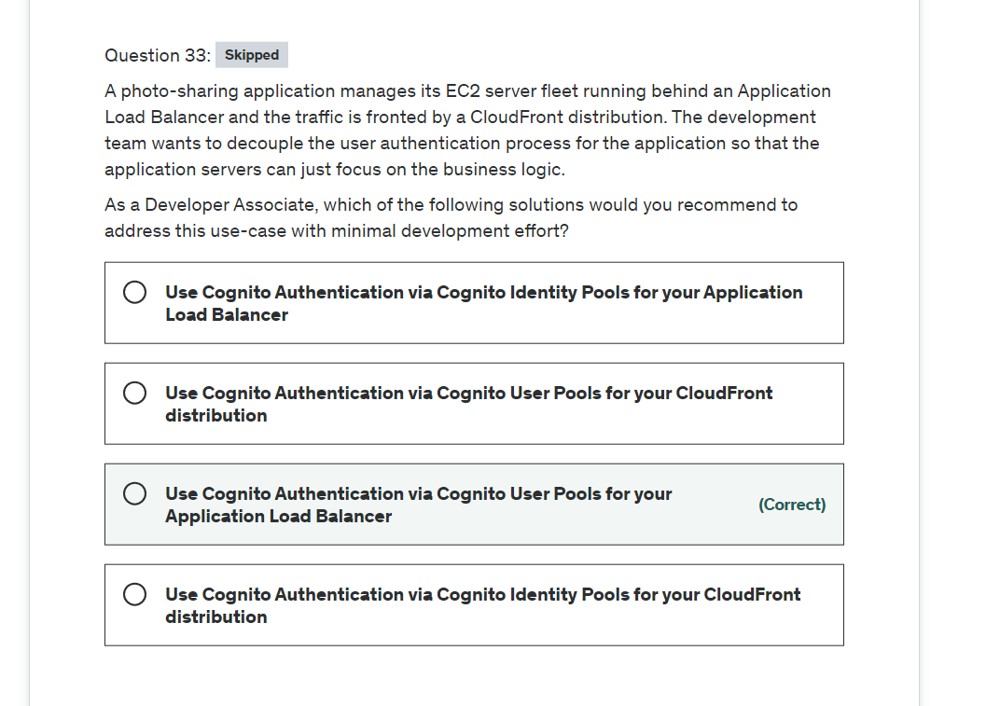 Question 33: Skipped
A photo-sharing application manages its EC2 server fleet running behind an Application
Load Balancer and the traffic is fronted by a CloudFront distribution. The development
team wants to decouple the user authentication process for the application so that the
application servers can just focus on the business logic.
As a Developer Associate, which of the following solutions would you recommend to
address this use-case with minimal development effort?
Use Cognito Authentication via Cognito Identity Pools for your Application
Load Balancer
Use Cognito Authentication via Cognito User Pools for your CloudFront
distribution
Use Cognito Authentication via Cognito User Pools for your
Application Load Balancer
(Correct)
Use Cognito Authentication via Cognito Identity Pools for your CloudFront
distribution